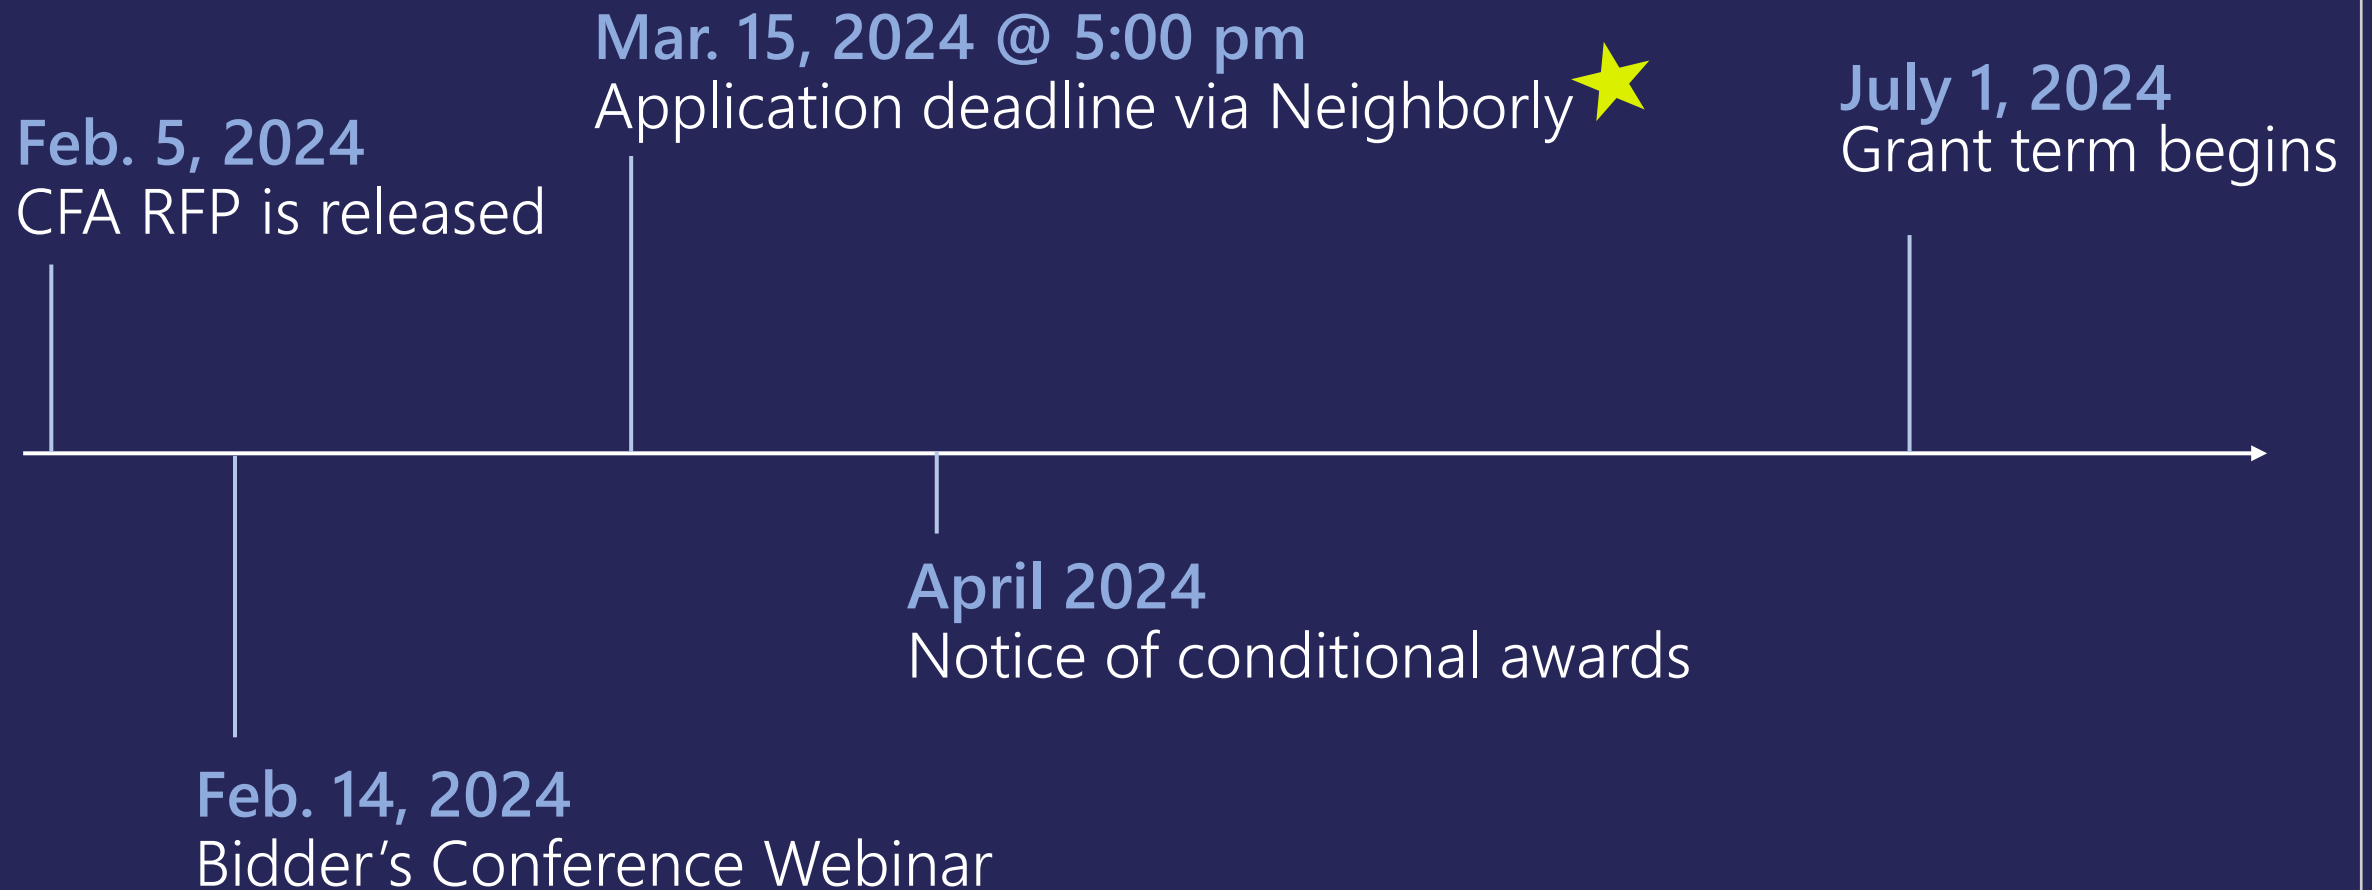 Feb. 5, 2024
CFA RFP is released
Feb. 14, 2024
Bidder’s Conference Webinar
Mar. 15, 2024 @ 5:00 pm
Application deadline via Neighborly
April 2024
Notice of conditional awards
July 1, 2024
Grant term begins